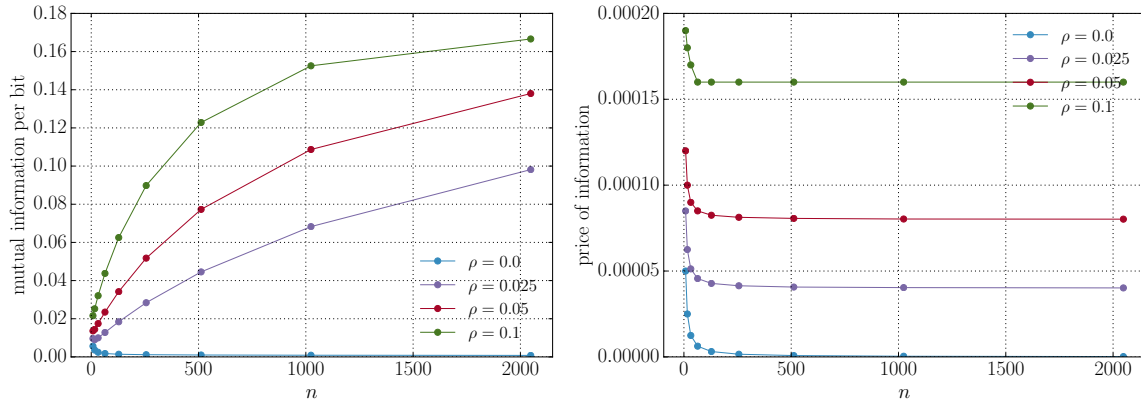 mutual information per bit
0.18
0.16
0.14
0.12
0.10
0.08
0.06
0.04
0.02
0.00
0
500
1000
1500
2000
n
ρ = 0.0
ρ = 0.025
ρ = 0.05
ρ = 0.1
price of information
0.00020
0.00015
0.00010
0.00005
0.00000
0
500
1000
1500
2000
n
ρ = 0.0
ρ = 0.025
ρ = 0.05
ρ = 0.1